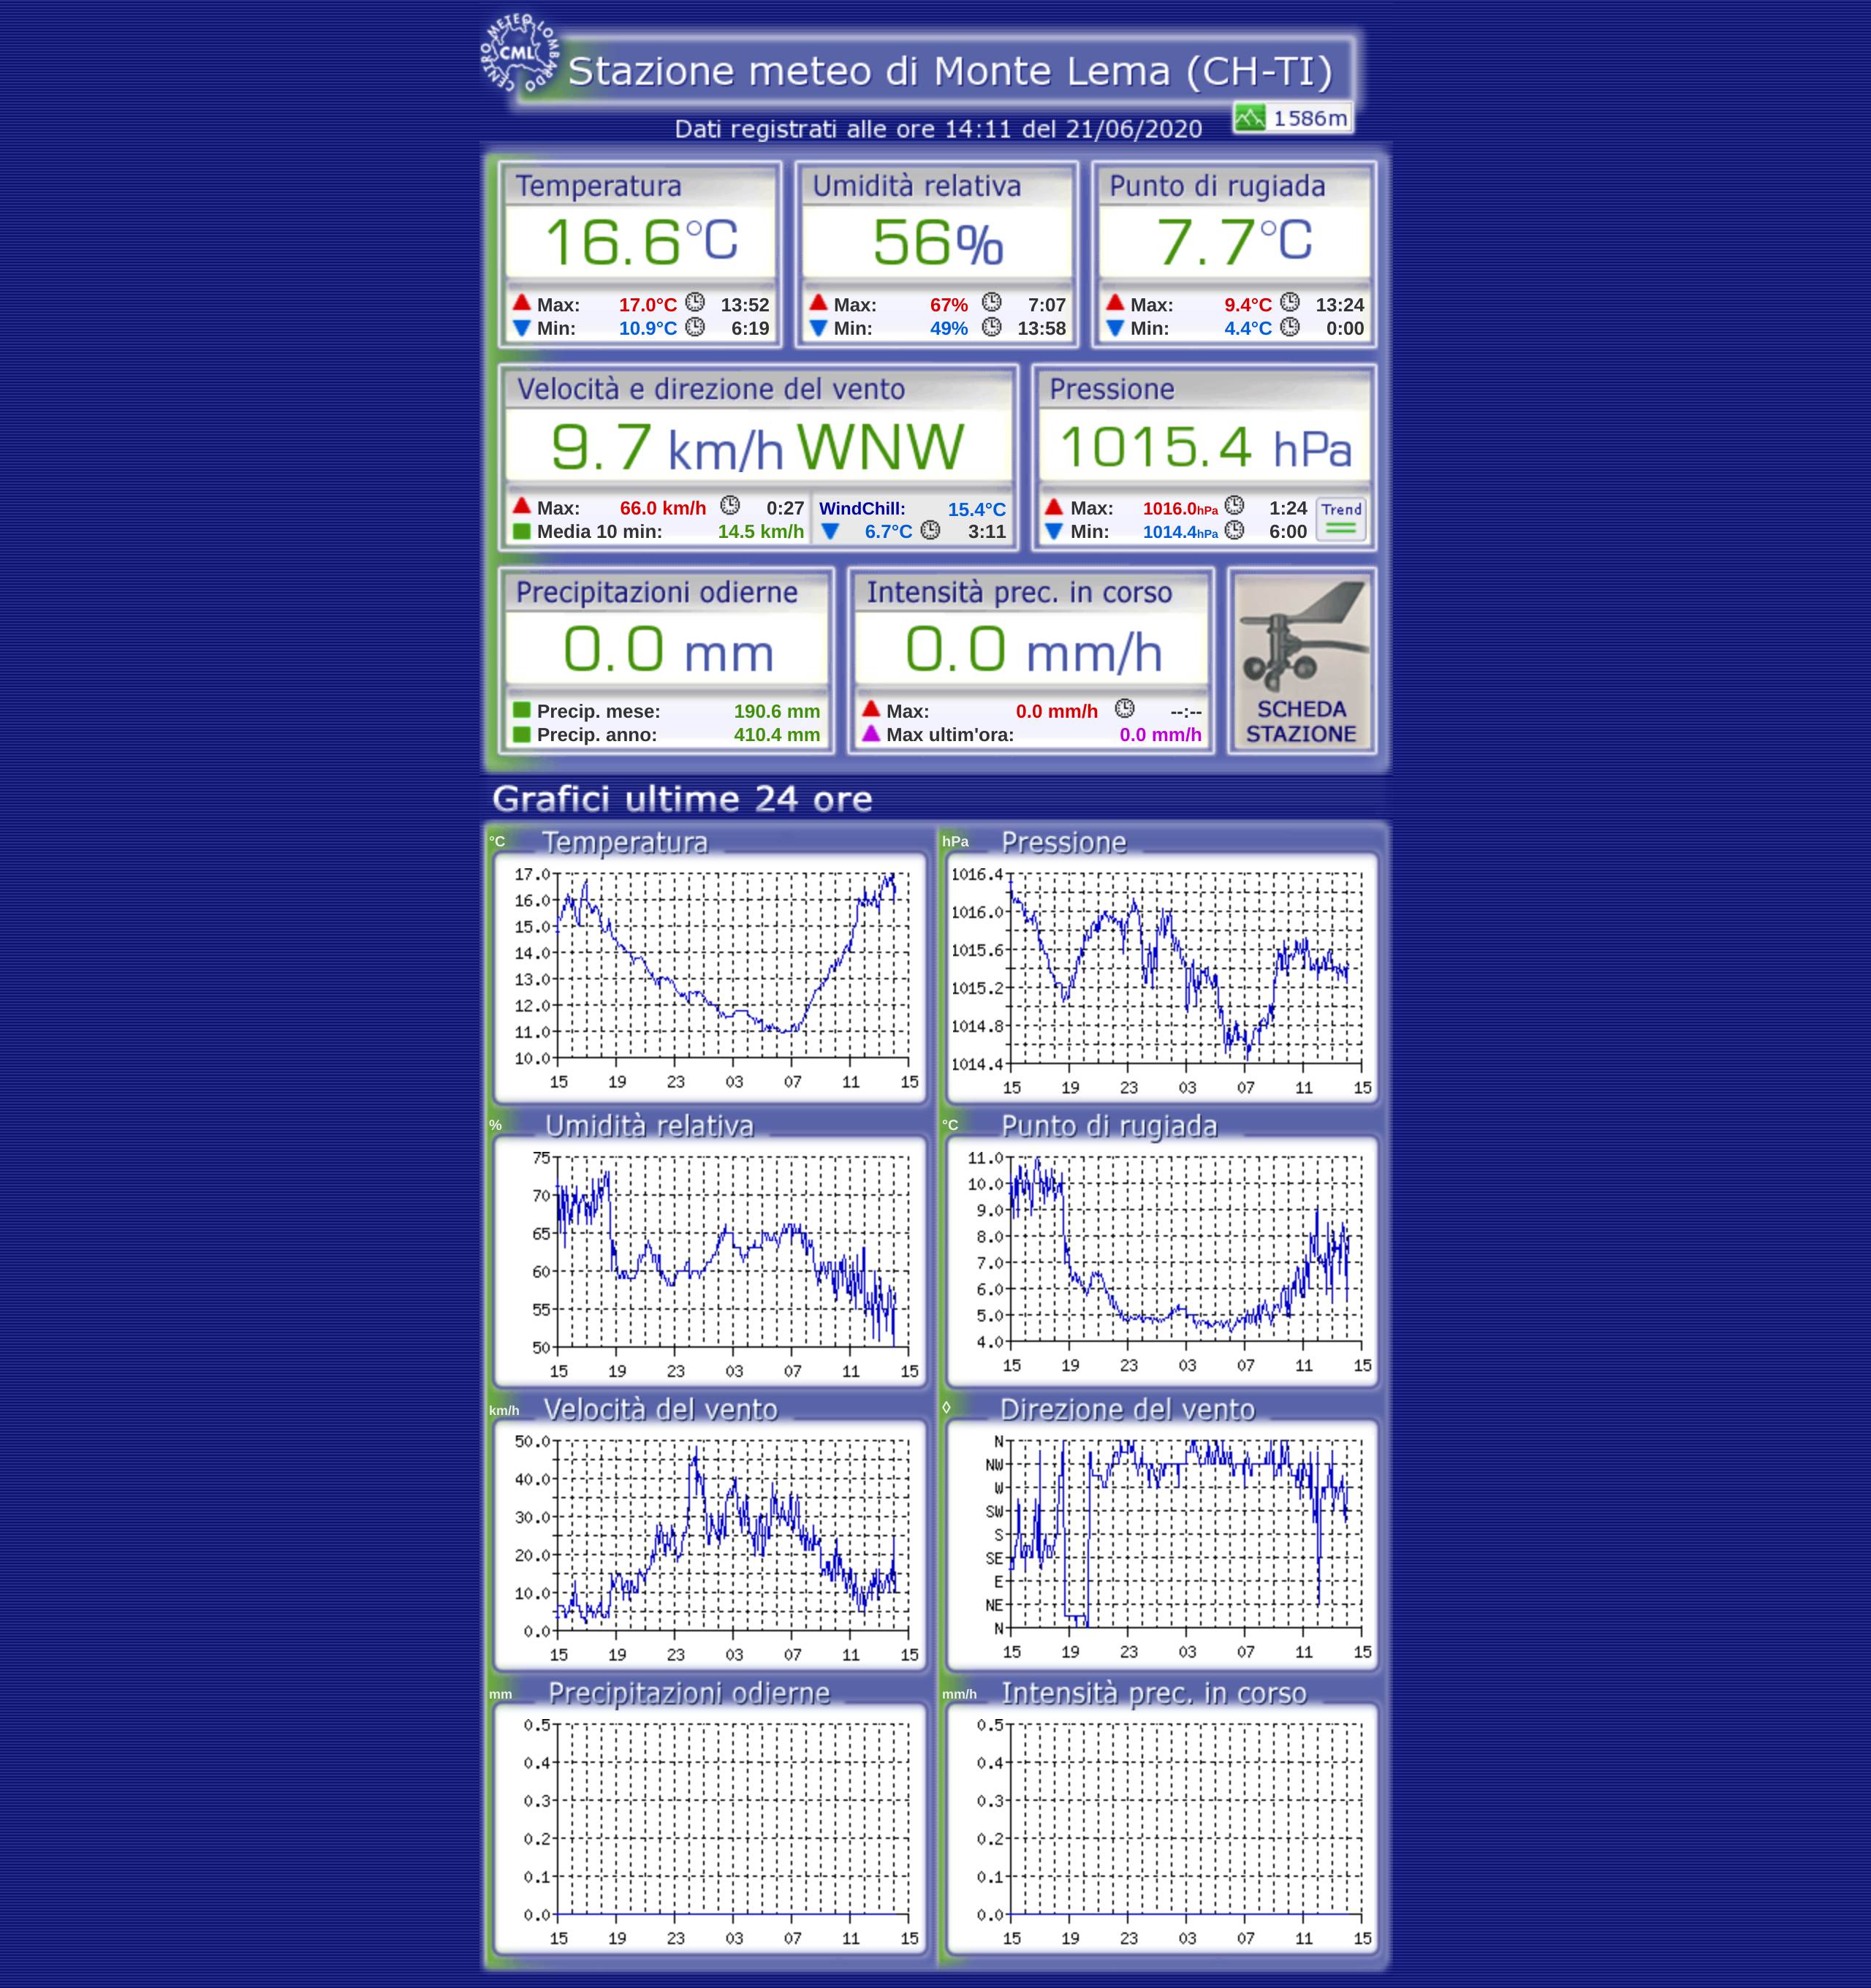 CENTRO METEO LOMBARDO
CML
Stazione meteo di Monte Lema (CH-TI)
1586m
Dati registrati alle ore 14:11 del 21/06/2020
Temperatura
16.6°C
Max: 17.0°C 13:52
Min: 10.9°C 6:19
Umidità relativa
56%
Max: 67% 7:07
Min: 49% 13:58
Punto di rugiada
7.7°C
Max: 9.4°C 13:24
Min: 4.4°C 0:00
Velocità e direzione del vento
9.7 km/h WNW
Max: 66.0 km/h 0:27
Media 10 min: 14.5 km/h
WindChill: 15.4°C
6.7°C 3:11
Pressione
1015.4 hPa
Max: 1016.0hPa 1:24
Min: 1014.4hPa 6:00
Trend
Precipitazioni odierne
0.0 mm
Precip. mese: 190.6 mm
Precip. anno: 410.4 mm
Intensità prec. in corso
0.0 mm/h
Max: 0.0 mm/h --:--
Max ultim'ora: 0.0 mm/h
SCHEDA
STAZIONE
Grafici ultime 24 ore
°C Temperatura
17.0
16.0
15.0
14.0
13.0
12.0
11.0
10.0
15 19 23 03 07 11 15
hPa Pressione
1016.4
1016.0
1015.6
1015.2
1014.8
1014.4
15 19 23 03 07 11 15
% Umidità relativa
75
70
65
60
55
50
15 19 23 03 07 11 15
°C Punto di rugiada
11.0
10.0
9.0
8.0
7.0
6.0
5.0
4.0
15 19 23 03 07 11 15
km/h Velocità del vento
50.0
40.0
30.0
20.0
10.0
0.0
15 19 23 03 07 11 15
◊ Direzione del vento
N
NW
W
SW
S
SE
E
NE
N
15 19 23 03 07 11 15
mm Precipitazioni odierne
0.5
0.4
0.3
0.2
0.1
0.0
15 19 23 03 07 11 15
mm/h Intensità prec. in corso
0.5
0.4
0.3
0.2
0.1
0.0
15 19 23 03 07 11 15